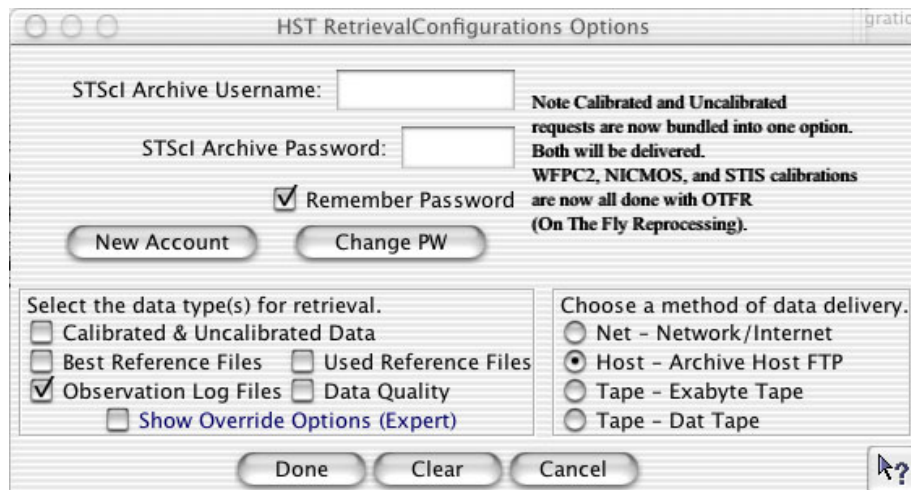 HST RetrievalConfigurations Options
gratio
STScI Archive Username:
STScI Archive Password:
Remember Password
New Account
Change PW
Note Calibrated and Uncalibrated
requests are now bundled into one option.
Both will be delivered.
WFPC2, NICMOS, and STIS calibrations
are now all done with OTFR
(On The Fly Reprocessing).
Select the data type(s) for retrieval.
Calibrated & Uncalibrated Data
Best Reference Files
Used Reference Files
Observation Log Files
Data Quality
Show Override Options (Expert)
Choose a method of data delivery.
Net – Network/Internet
Host – Archive Host FTP
Tape – Exabyte Tape
Tape – Dat Tape
Done
Clear
Cancel
?